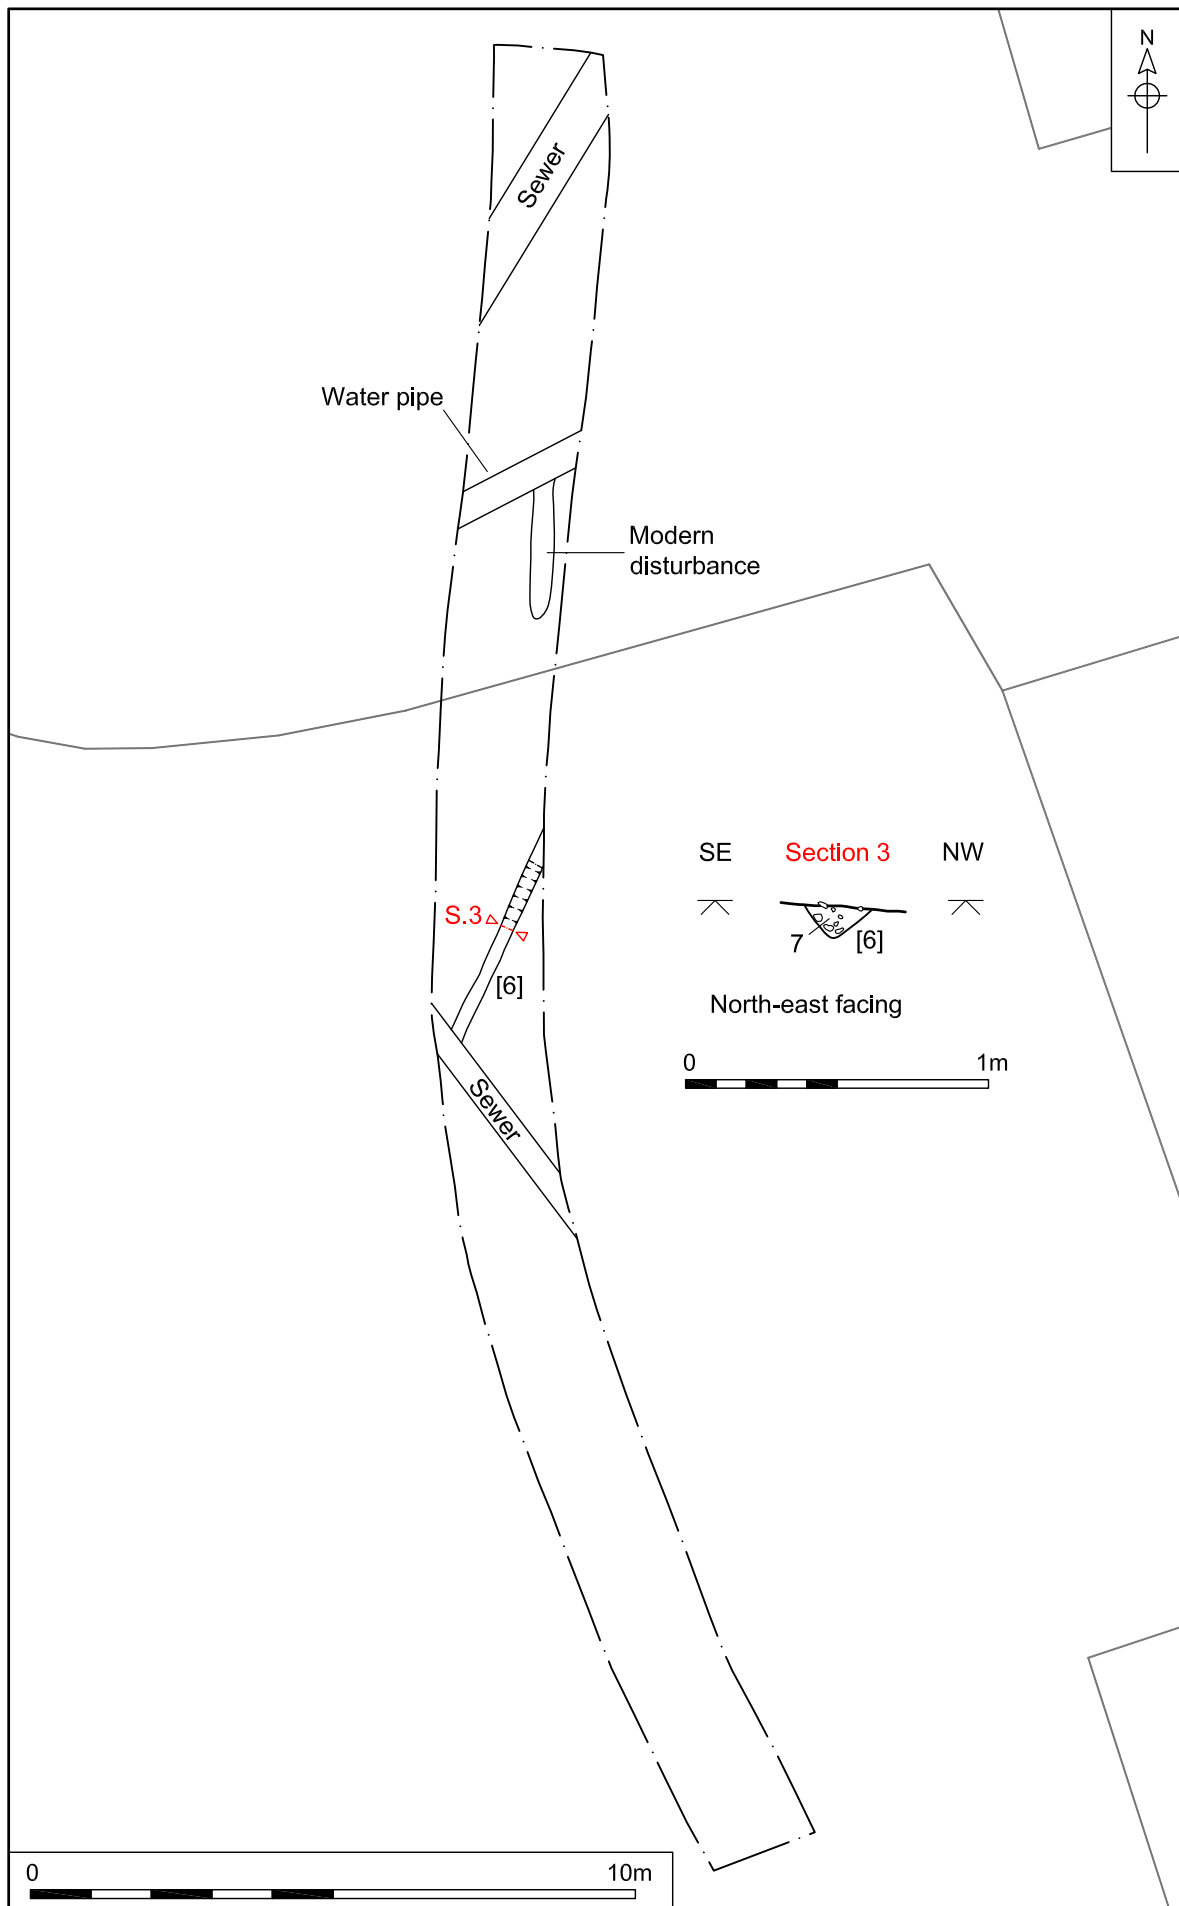 N
Sewer
Water pipe
Modern
disturbance
SE Section 3 NW
S.3
7 [6]
[6]
North-east facing
0 1m
Sewer
0 10m